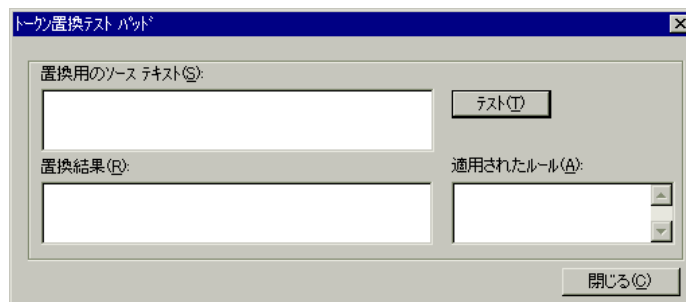 トークン置換テスト パッド
置換用のソース テキスト(S):
テスト(T)
置換結果(R):
適用されたルール(A):
閉じる(C)